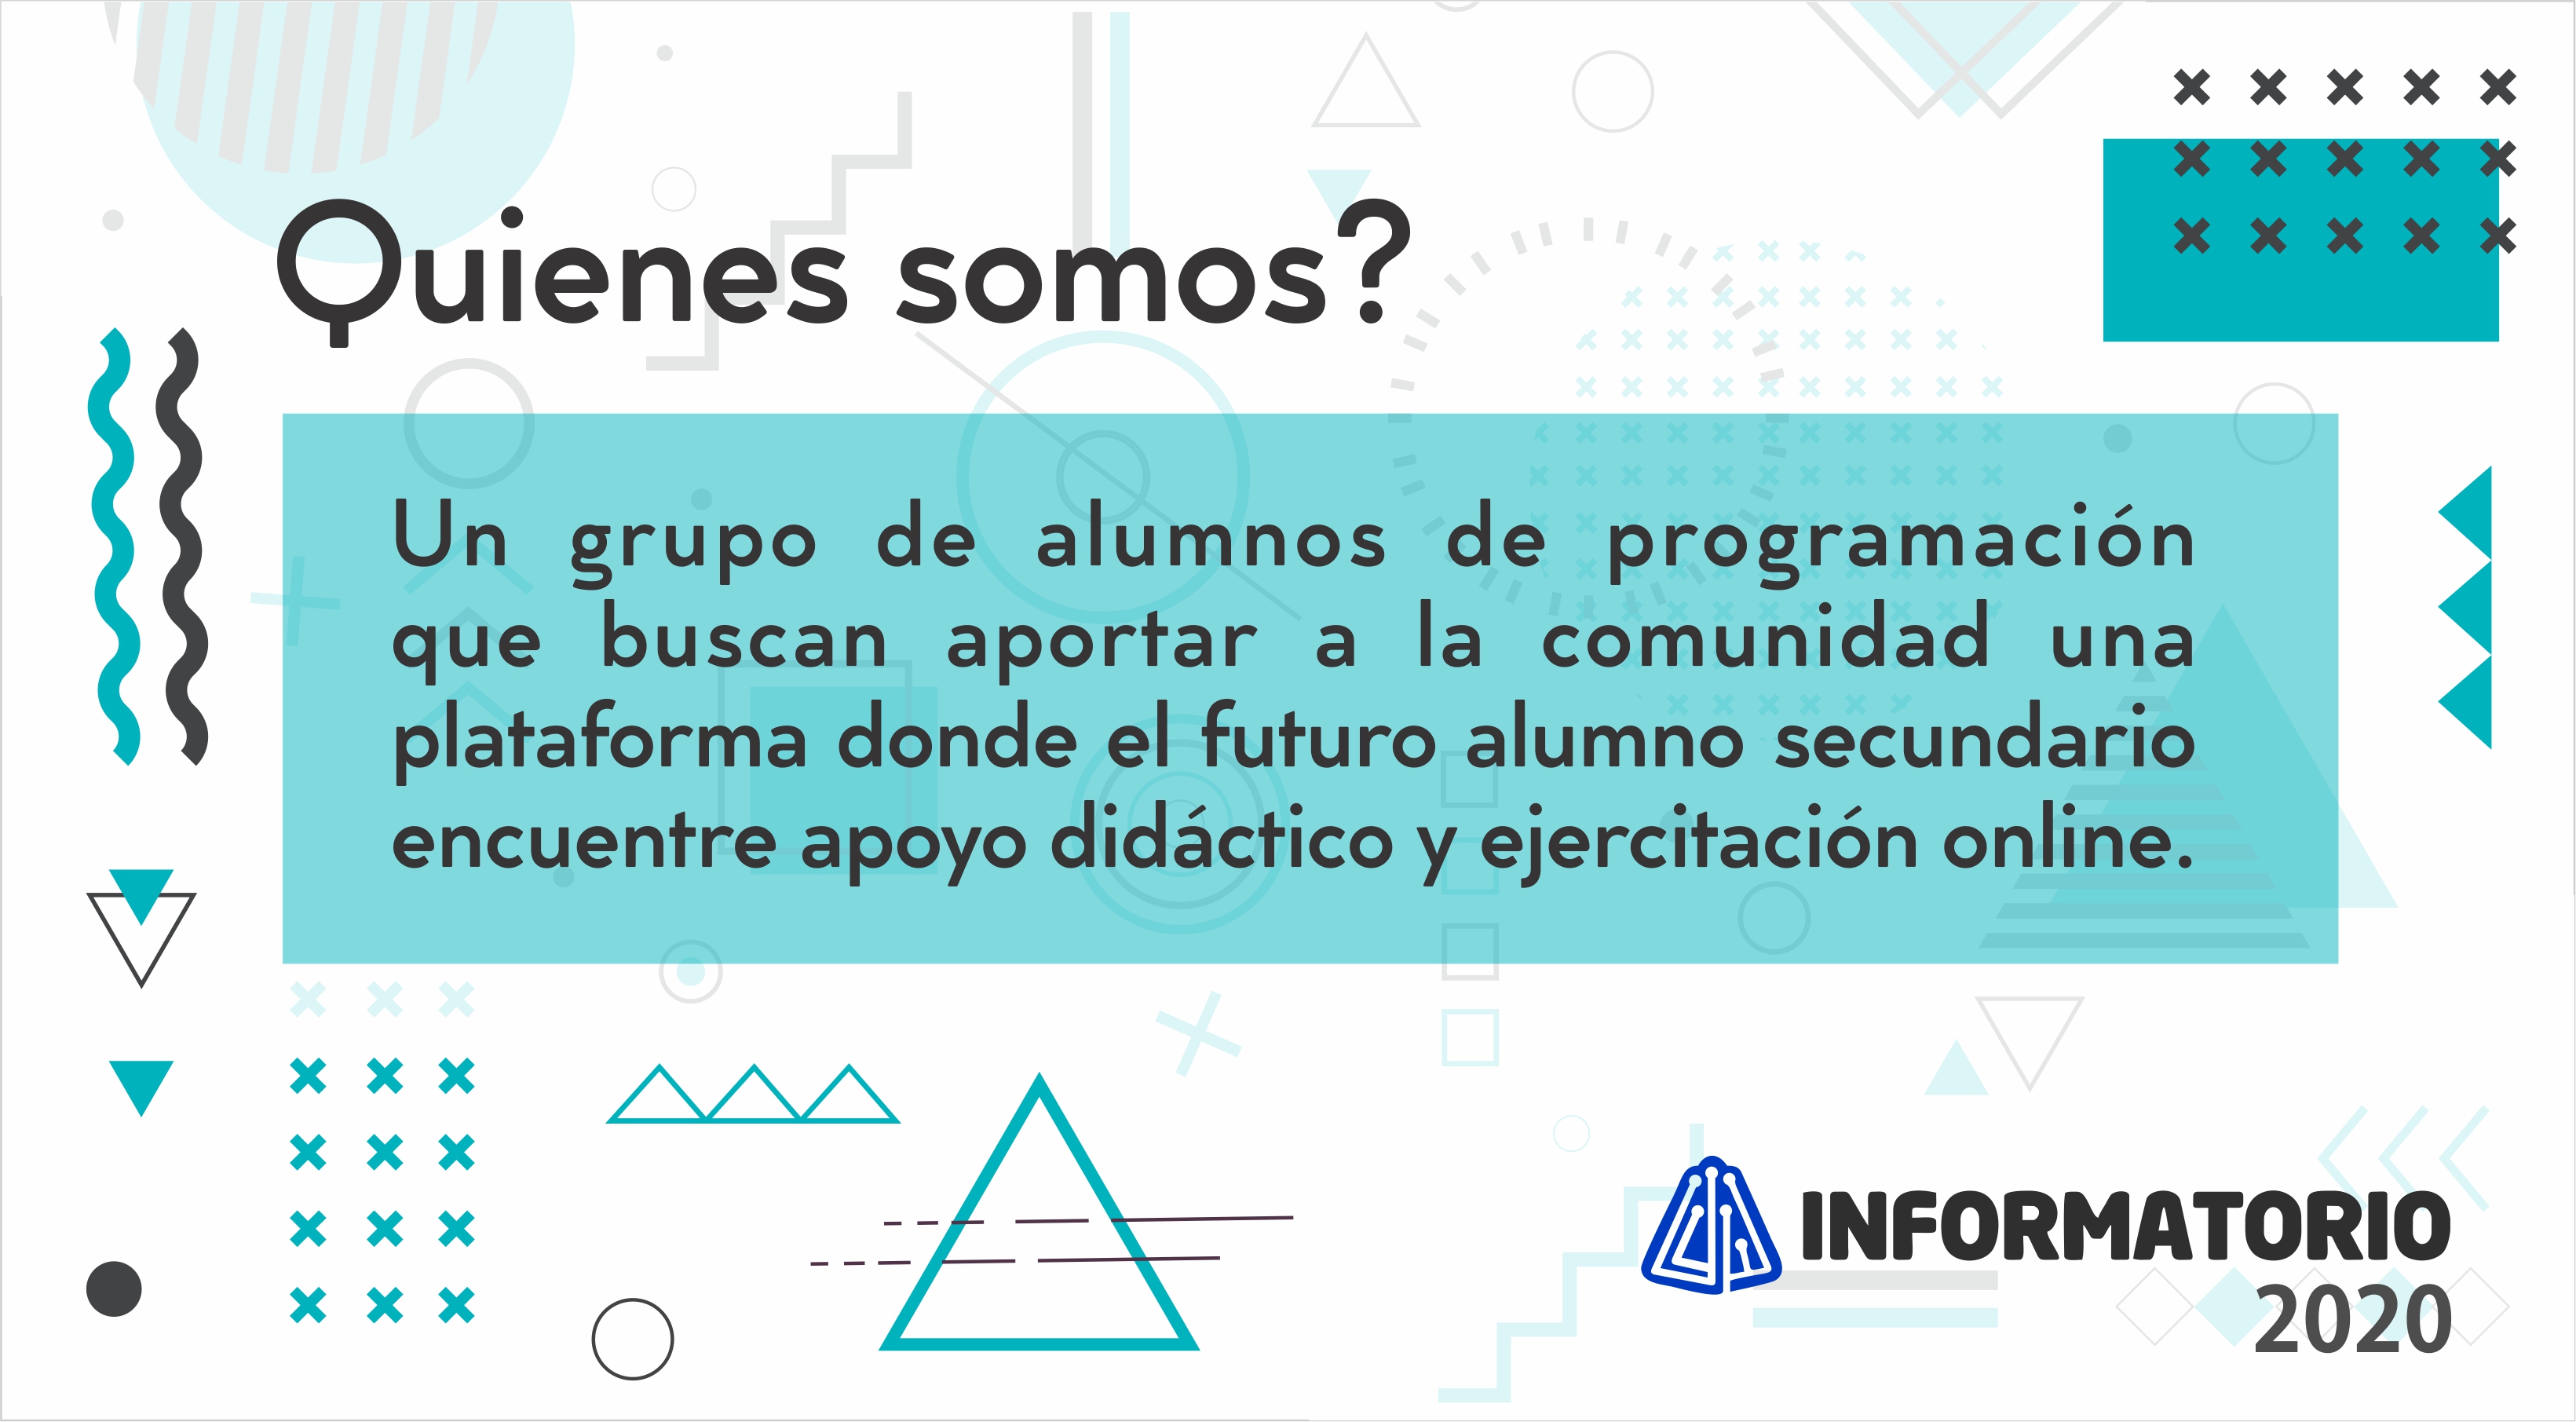 Quienes somos?
Un grupo de alumnos de programación
que buscan aportar a la comunidad una
plataforma donde el futuro alumno secundario
encuentre apoyo didáctico y ejercitación online.
INFORMATORIO
2020